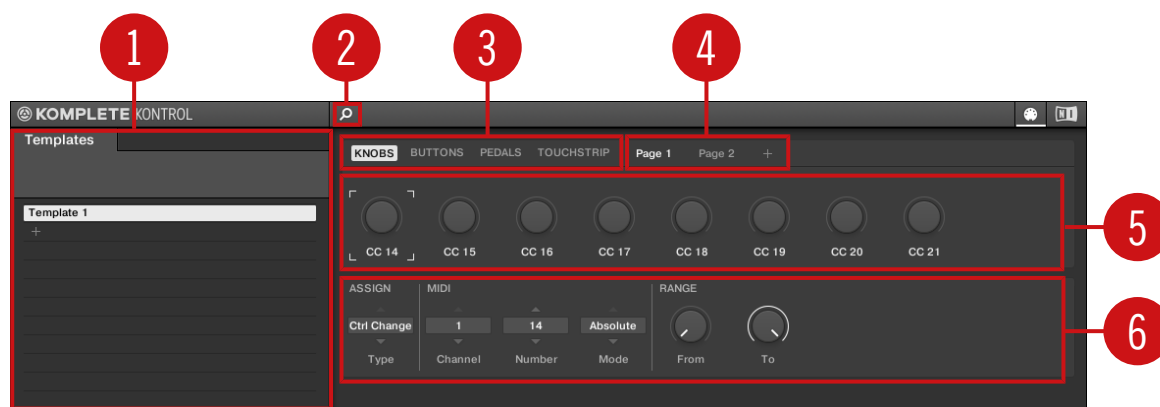 1 2 3 4
KOMPLETE KONTROL
Templates
KNOBS BUTTONS PEDALS TOUCHSTRIP Page 1 Page 2 +
Template 1
+
CC 14 CC 15 CC 16 CC 17 CC 18 CC 19 CC 20 CC 21
5
ASSIGN MIDI RANGE
Ctrl Change 1 14 Absolute
Type Channel Number Mode From To
6